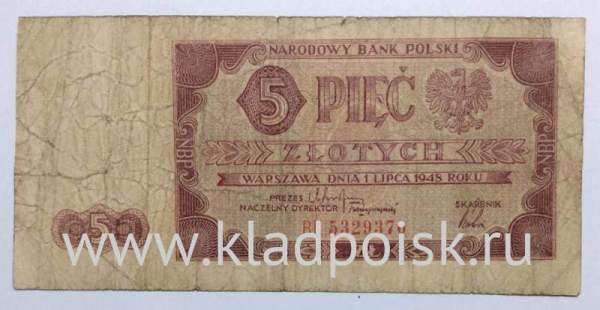 NARODOWY BANK POLSKI
5 PIĘĆ
NBP
NBP
ZŁOTYCH
WARSZAWA DNIA 1 LIPCA 1948 ROKU
PREZES
NACZELNY DYREKTOR
SKARBNIK
5
www.kladpoisk.ru